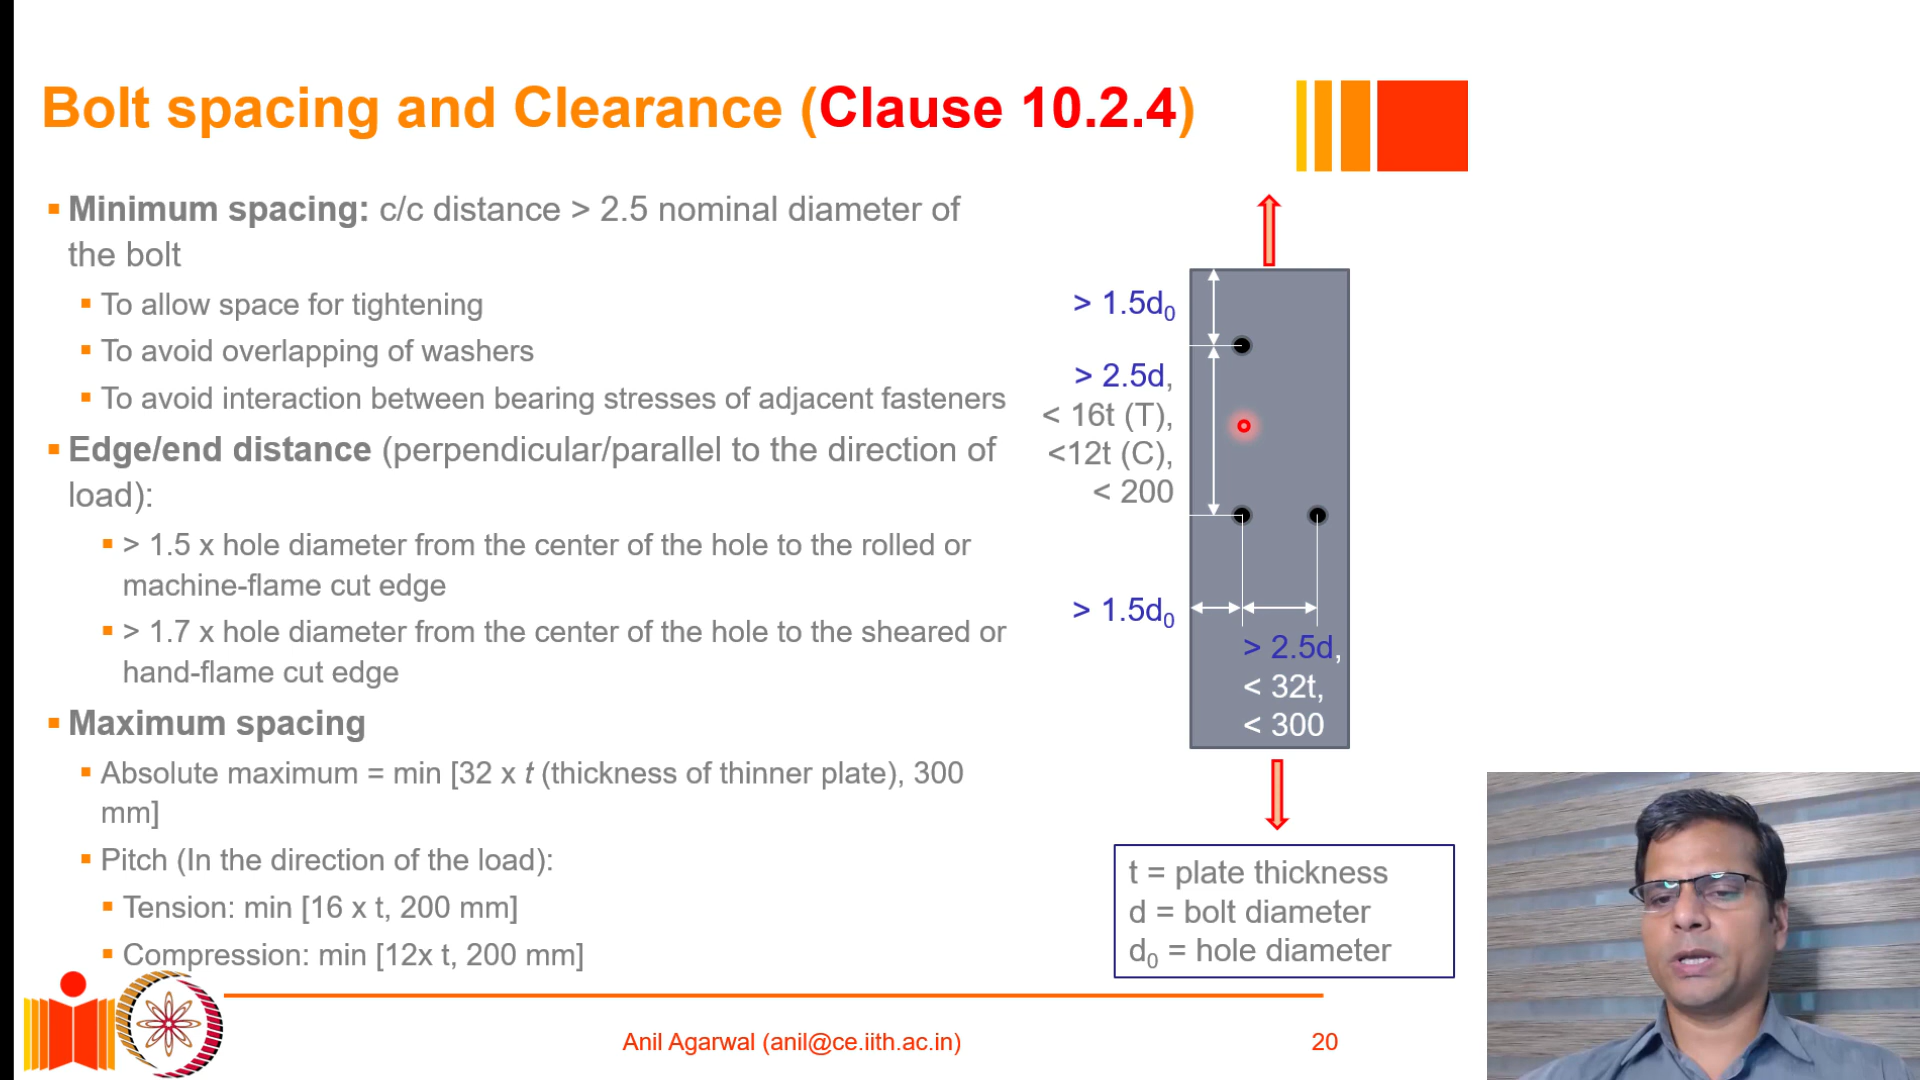 Bolt spacing and Clearance (Clause 10.2.4)
▪ Minimum spacing: c/c distance > 2.5 nominal diameter of
the bolt
▪ To allow space for tightening
▪ To avoid overlapping of washers
▪ To avoid interaction between bearing stresses of adjacent fasteners
▪ Edge/end distance (perpendicular/parallel to the direction of
load):
▪ > 1.5 x hole diameter from the center of the hole to the rolled or
machine-flame cut edge
▪ > 1.7 x hole diameter from the center of the hole to the sheared or
hand-flame cut edge
▪ Maximum spacing
▪ Absolute maximum = min [32 x t (thickness of thinner plate), 300
mm]
▪ Pitch (In the direction of the load):
▪ Tension: min [16 x t, 200 mm]
▪ Compression: min [12x t, 200 mm]
> 1.5d₀
> 2.5d,
< 16t (T),
<12t (C),
< 200
> 1.5d₀
> 2.5d,
< 32t,
< 300
t = plate thickness
d = bolt diameter
d₀ = hole diameter
Anil Agarwal (anil@ce.iith.ac.in)
20